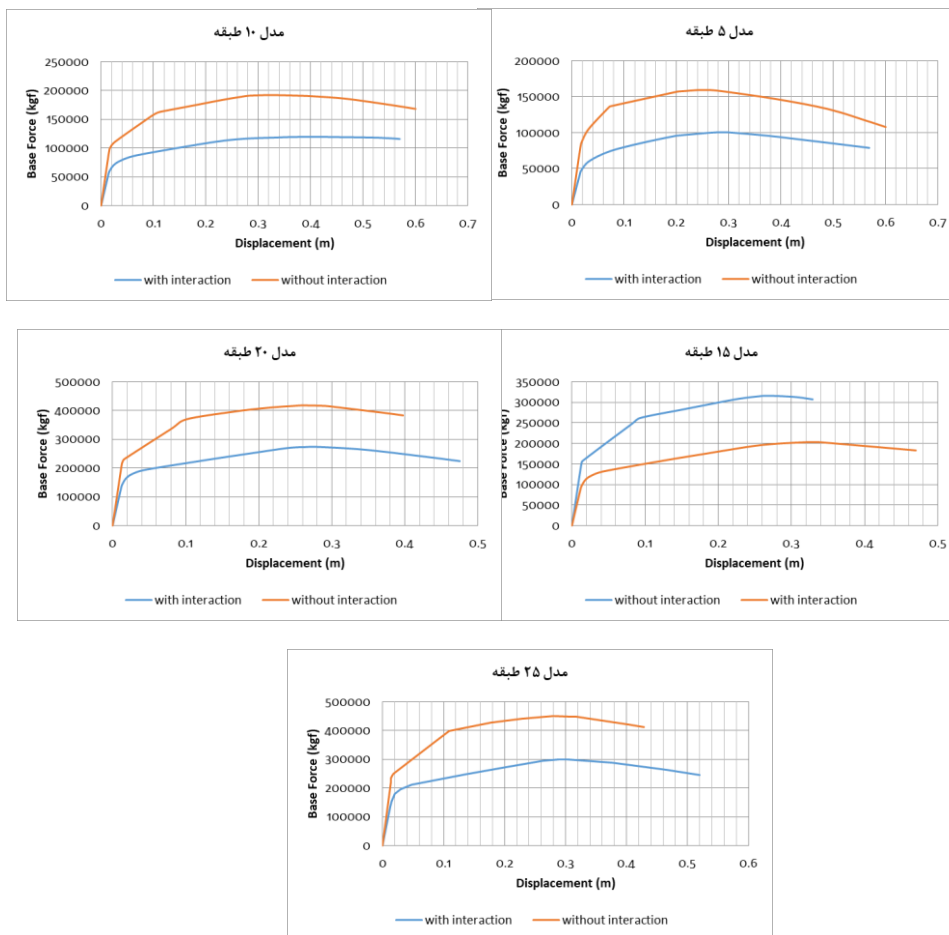 مدل ۵ طبقه
200000
150000
100000
50000
0
Base Force (kgf)
0 0.1 0.2 0.3 0.4 0.5 0.6 0.7
Displacement (m)
with interaction without interaction
مدل ۱۰ طبقه
250000
200000
150000
100000
50000
0
Base Force (kgf)
0 0.1 0.2 0.3 0.4 0.5 0.6 0.7
Displacement (m)
with interaction without interaction
مدل ۱۵ طبقه
350000
300000
250000
200000
150000
100000
50000
0
Base Force (kgf)
0 0.1 0.2 0.3 0.4 0.5
Displacement (m)
without interaction with interaction
مدل ۲۰ طبقه
500000
400000
300000
200000
100000
0
Base Force (kgf)
0 0.1 0.2 0.3 0.4 0.5
Displacement (m)
with interaction without interaction
مدل ۲۵ طبقه
500000
400000
300000
200000
100000
0
Base Force (kgf)
0 0.1 0.2 0.3 0.4 0.5 0.6
Displacement (m)
with interaction without interaction